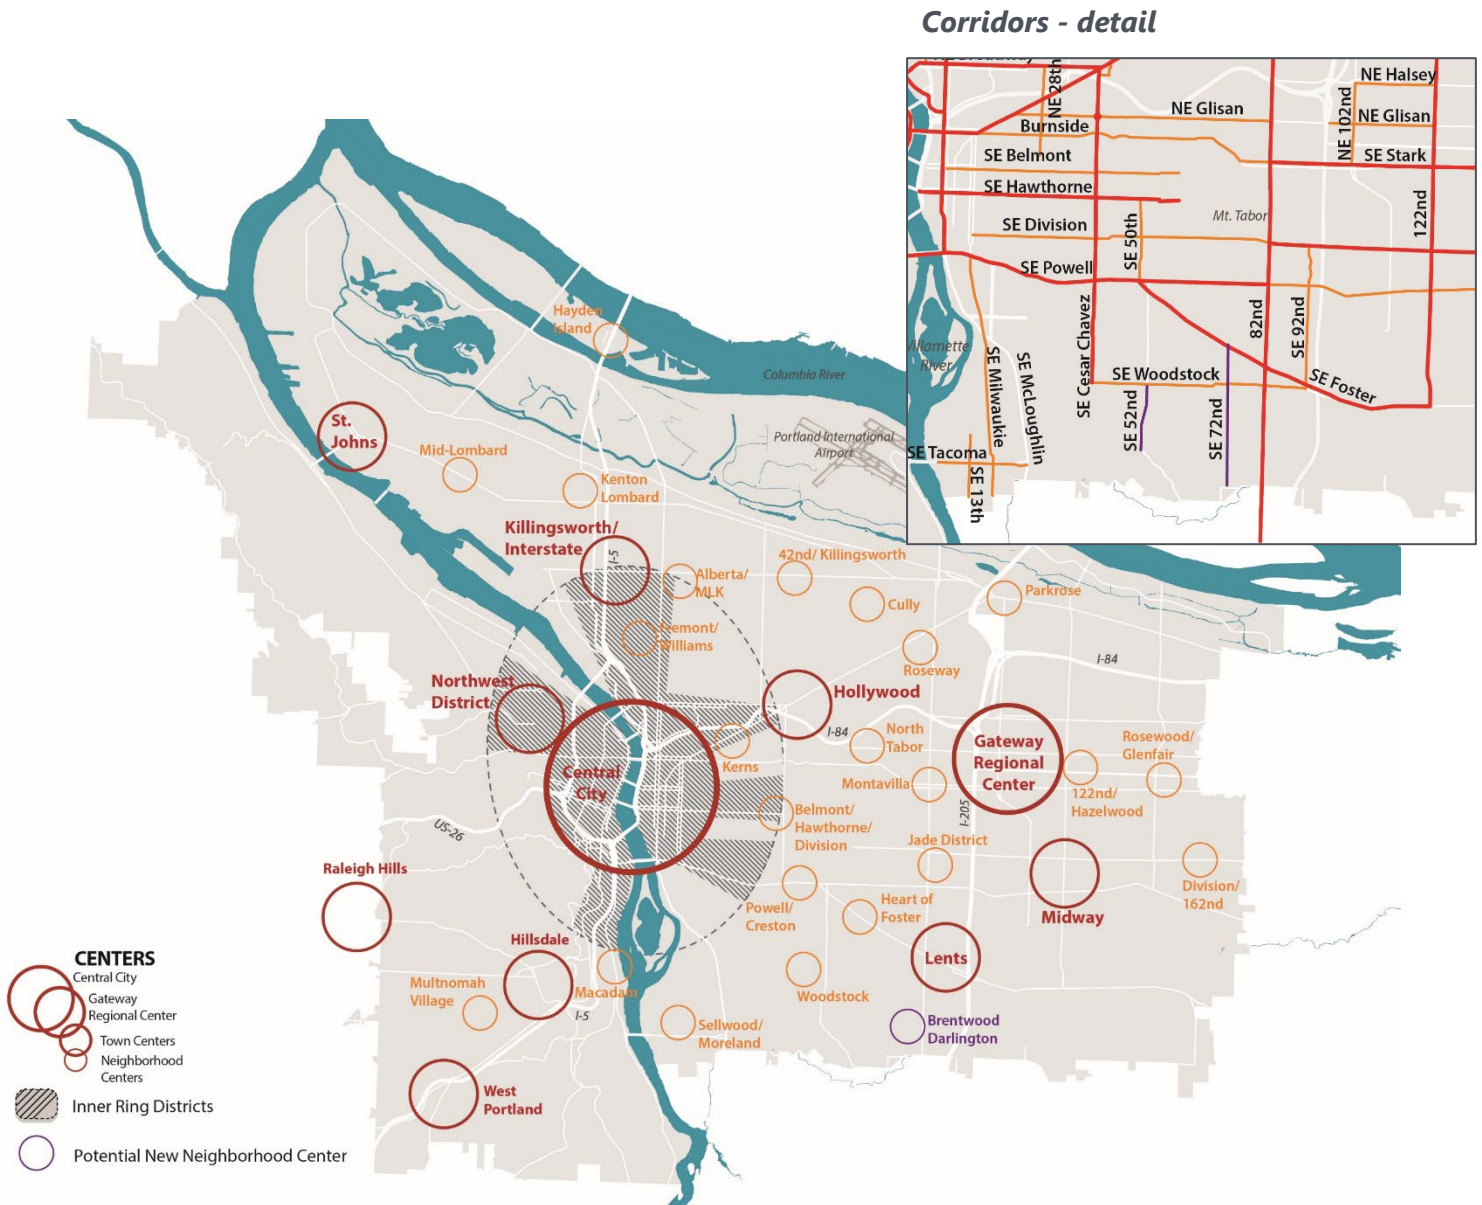 Corridors - detail
NE 28th
NE Halsey
NE Glisan
NE 102nd
NE Glisan
Burnside
SE Belmont
SE Stark
SE Hawthorne
122nd
Mt. Tabor
SE Division
SE 50th
SE Powell
SE Cesar Chavez
82nd
SE 92nd
Willamette
River
SE Milwaukie
SE McLoughlin
SE Woodstock
SE Foster
SE 52nd
SE 72nd
SE Tacoma
SE 13th
Hayden
Island
Columbia River
Portland International
Airport
St.
Johns
Mid-Lombard
Kenton
Lombard
Killingsworth/
Interstate
I-5
Alberta/
MLK
42nd/ Killingsworth
Cully
Parkrose
Fremont/
Williams
Roseway
I-84
Northwest
District
Hollywood
I-84
North
Tabor
Gateway
Regional
Center
Rosewood/
Glenfair
Kerns
Central
City
Montavilla
122nd/
Hazelwood
I-205
US-26
Belmont/
Hawthorne/
Division
Jade District
Raleigh Hills
Division/
162nd
Powell/
Creston
Heart of
Foster
Midway
Hillsdale
Lents
Multnomah
Village
Macadam
Woodstock
I-5
Sellwood/
Moreland
Brentwood
Darlington
West
Portland
CENTERS
Central City
Gateway
Regional Center
Town Centers
Neighborhood
Centers
Inner Ring Districts
Potential New Neighborhood Center